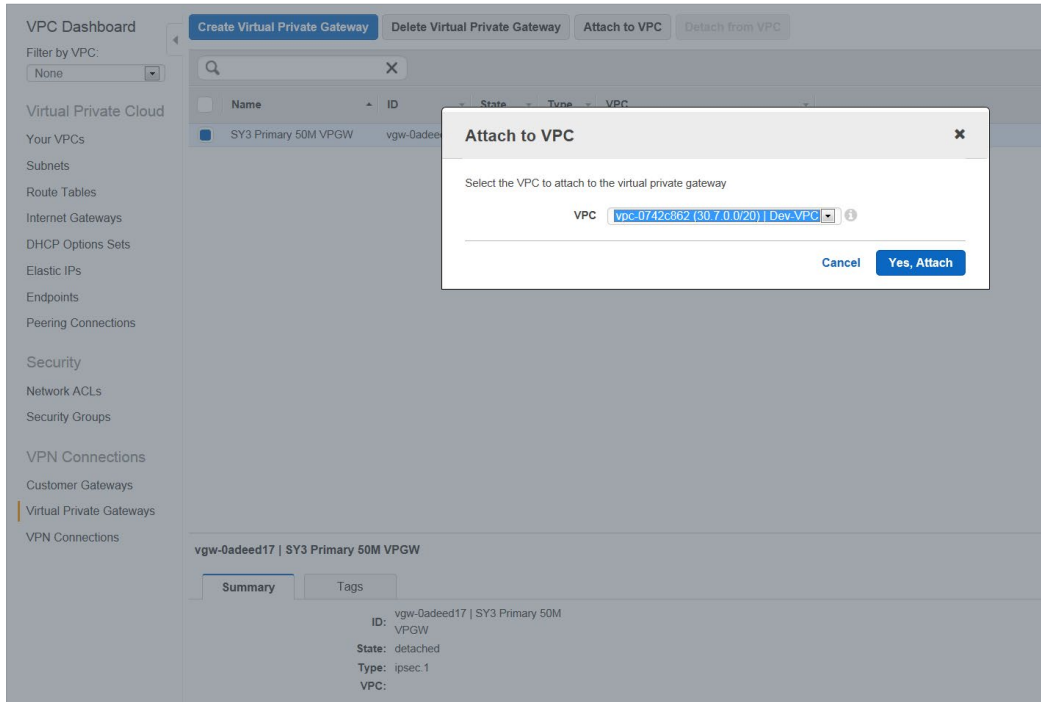 VPC Dashboard
Filter by VPC:
None
Virtual Private Cloud
Your VPCs
Subnets
Route Tables
Internet Gateways
DHCP Options Sets
Elastic IPs
Endpoints
Peering Connections
Security
Network ACLs
Security Groups
VPN Connections
Customer Gateways
Virtual Private Gateways
VPN Connections
Create Virtual Private Gateway Delete Virtual Private Gateway Attach to VPC Detach from VPC
Name ID State Type VPC
SY3 Primary 50M VPGW vgw-0adee
Attach to VPC
Select the VPC to attach to the virtual private gateway
VPC vpc-0742c862 (30.7.0.0/20) | Dev-VPC
Cancel Yes, Attach
vgw-0adeed17 | SY3 Primary 50M VPGW
Summary Tags
ID: vgw-0adeed17 | SY3 Primary 50M
VPGW
State: detached
Type: ipsec.1
VPC: